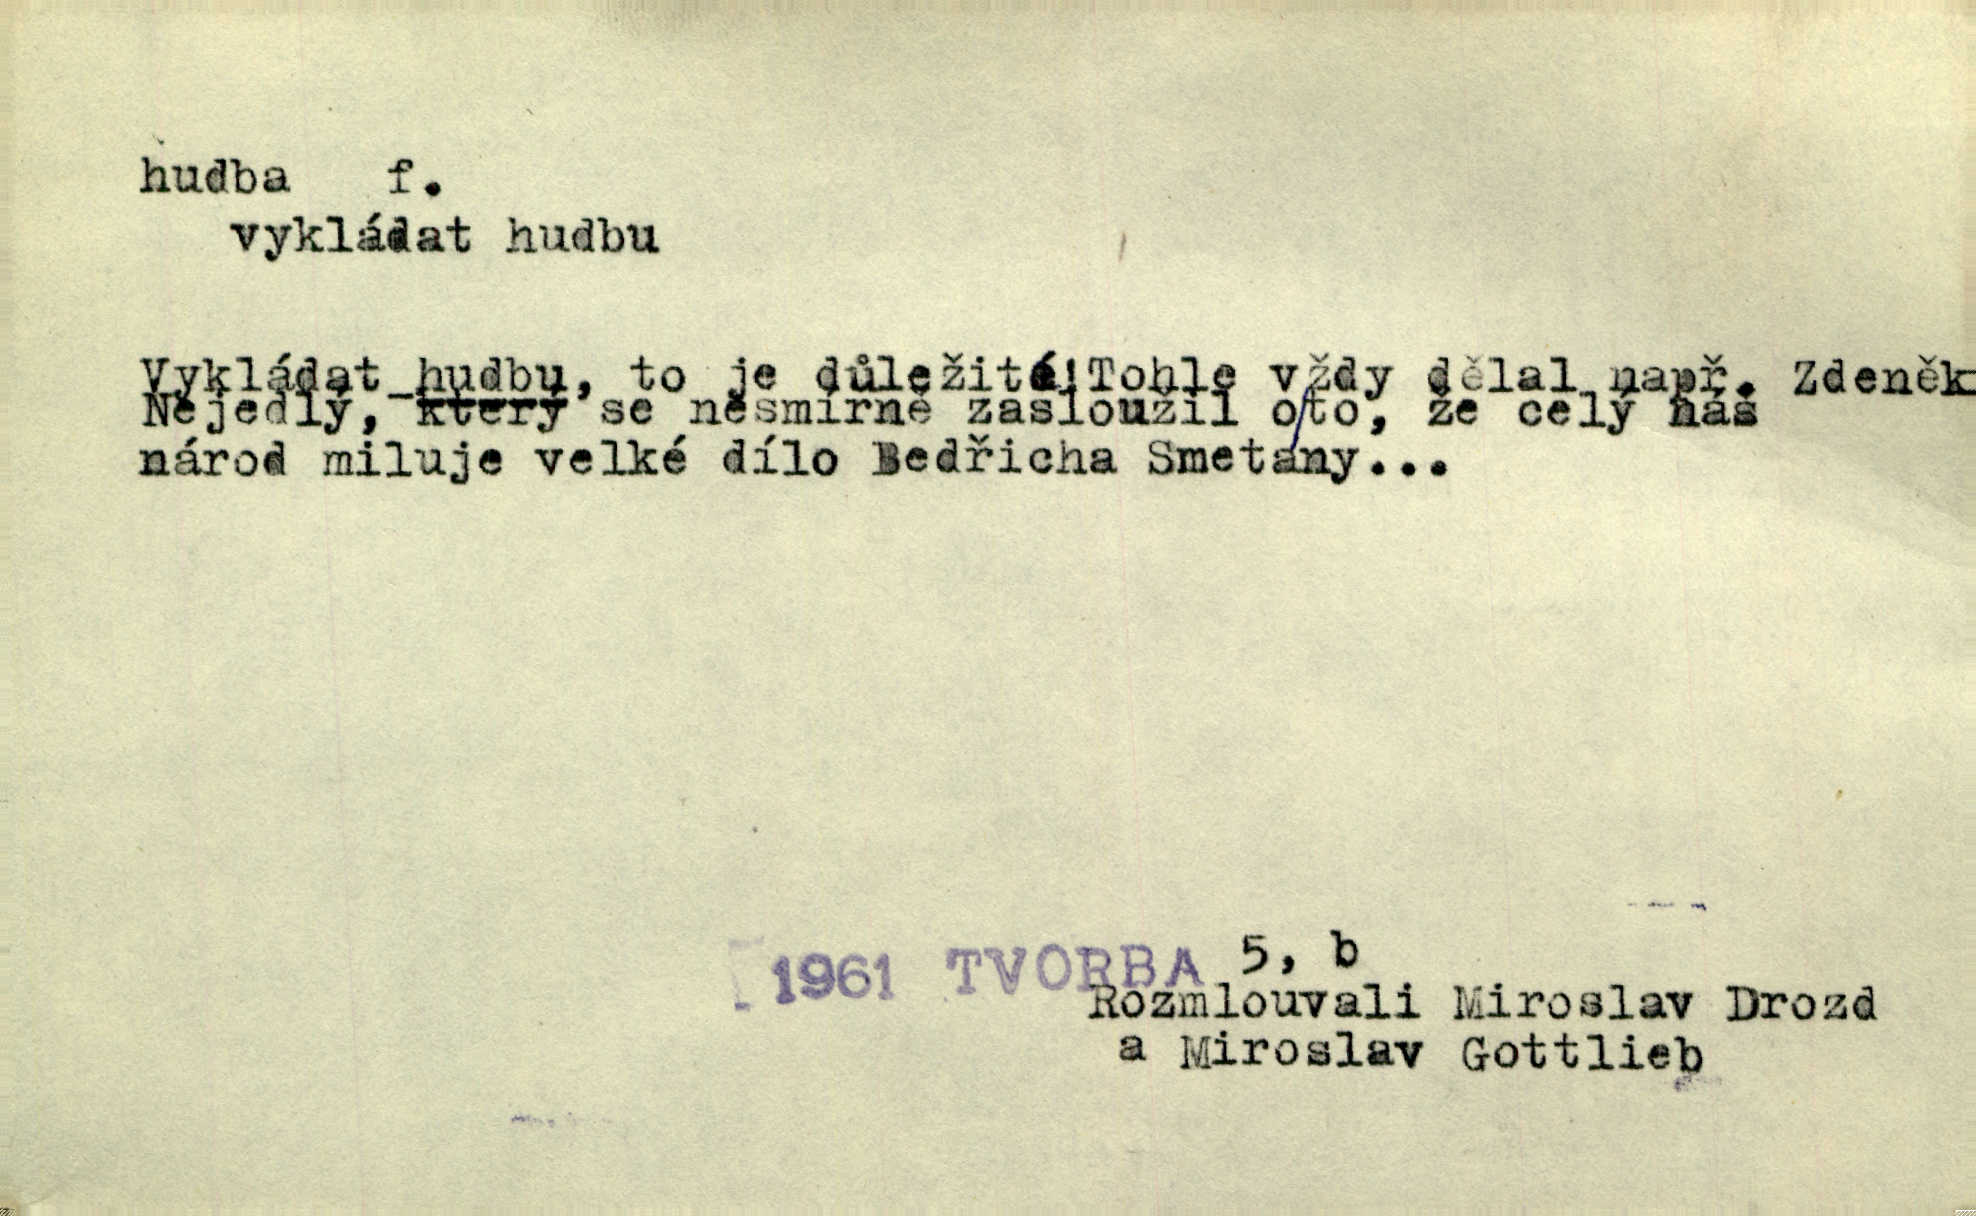 hudba f.
vykládat hudbu
Vykládat hudbu, to je důležité! Tohle vždy dělal např. Zdeněk
Nejedlý, který se nesmírně zasloužil o to, že celý náš
národ miluje velké dílo Bedřicha Smetany...
1961 TVORBA 5, b
Rozmlouvali Miroslav Drozd
a Miroslav Gottlieb